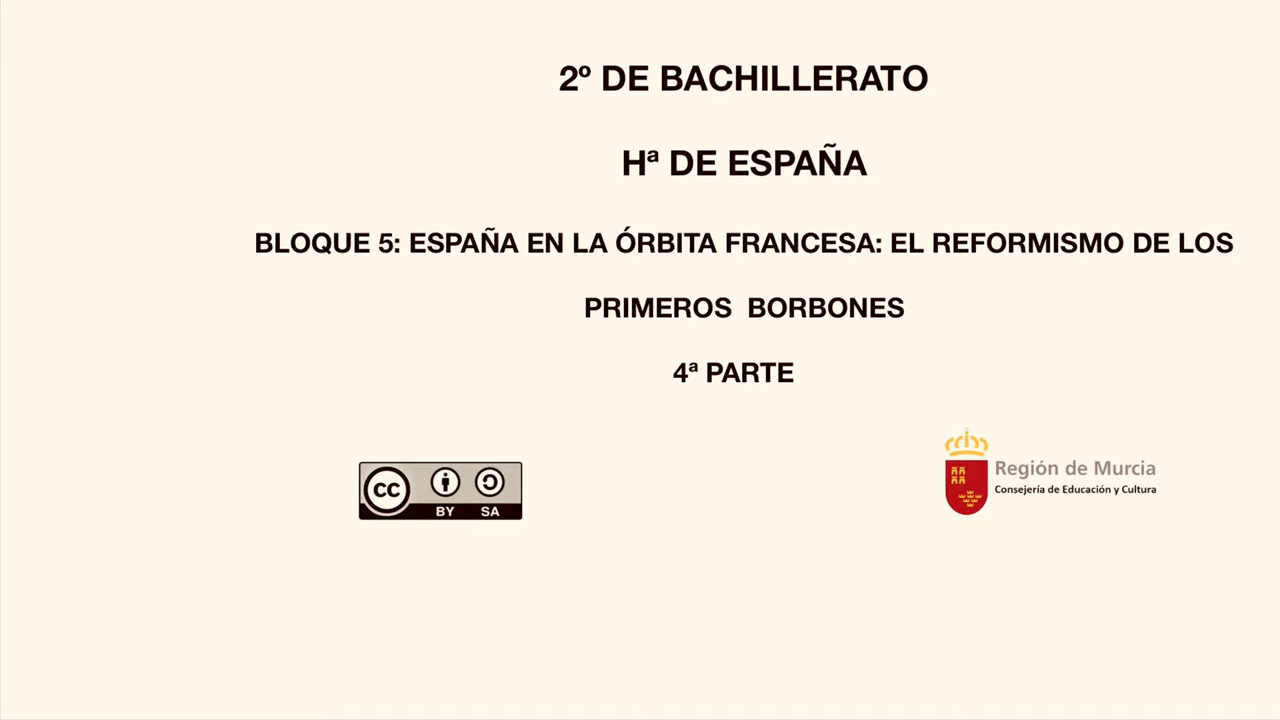 2º DE BACHILLERATO
Hª DE ESPAÑA
BLOQUE 5: ESPAÑA EN LA ÓRBITA FRANCESA: EL REFORMISMO DE LOS
PRIMEROS BORBONES
4ª PARTE
CC
BY SA
Región de Murcia
Consejería de Educación y Cultura